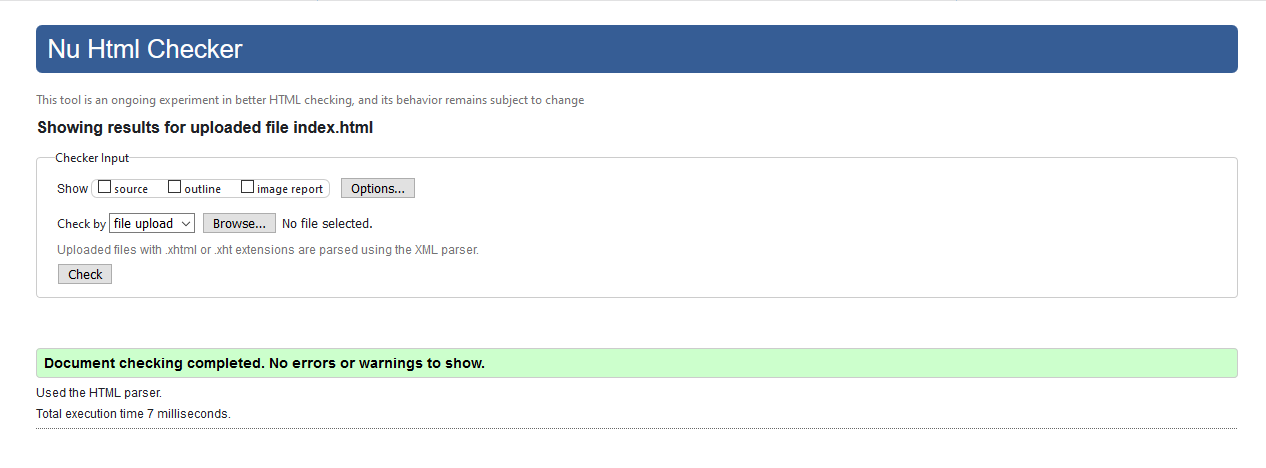 Nu Html Checker
This tool is an ongoing experiment in better HTML checking, and its behavior remains subject to change
Showing results for uploaded file index.html
Checker Input
Show source outline image report Options...
Check by file upload Browse... No file selected.
Uploaded files with .xhtml or .xht extensions are parsed using the XML parser.
Check
Document checking completed. No errors or warnings to show.
Used the HTML parser.
Total execution time 7 milliseconds.